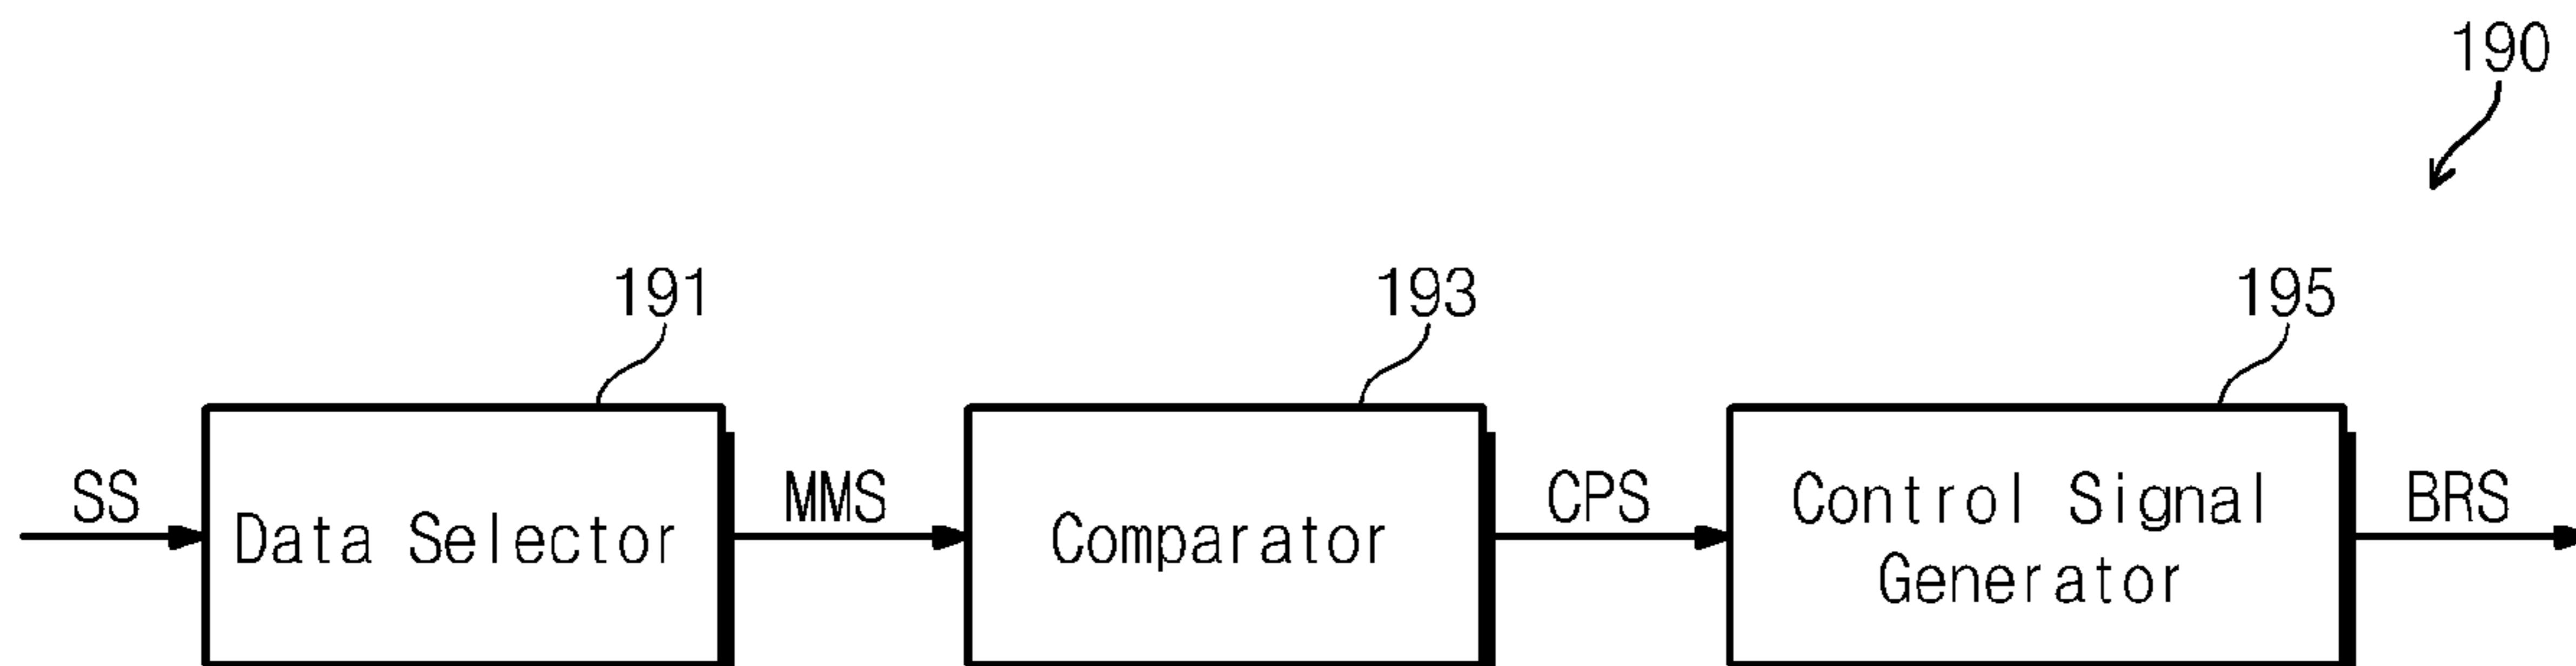 190
191
193
195
SS
Data Selector
MMS
Comparator
CPS
Control Signal
Generator
BRS